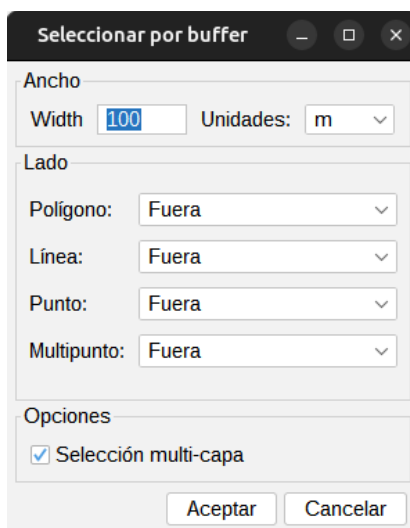 Seleccionar por buffer
Ancho
Width 100 Unidades: m
Lado
Polígono: Fuera
Línea: Fuera
Punto: Fuera
Multipunto: Fuera
Opciones
Selección multi-capa
Aceptar Cancelar